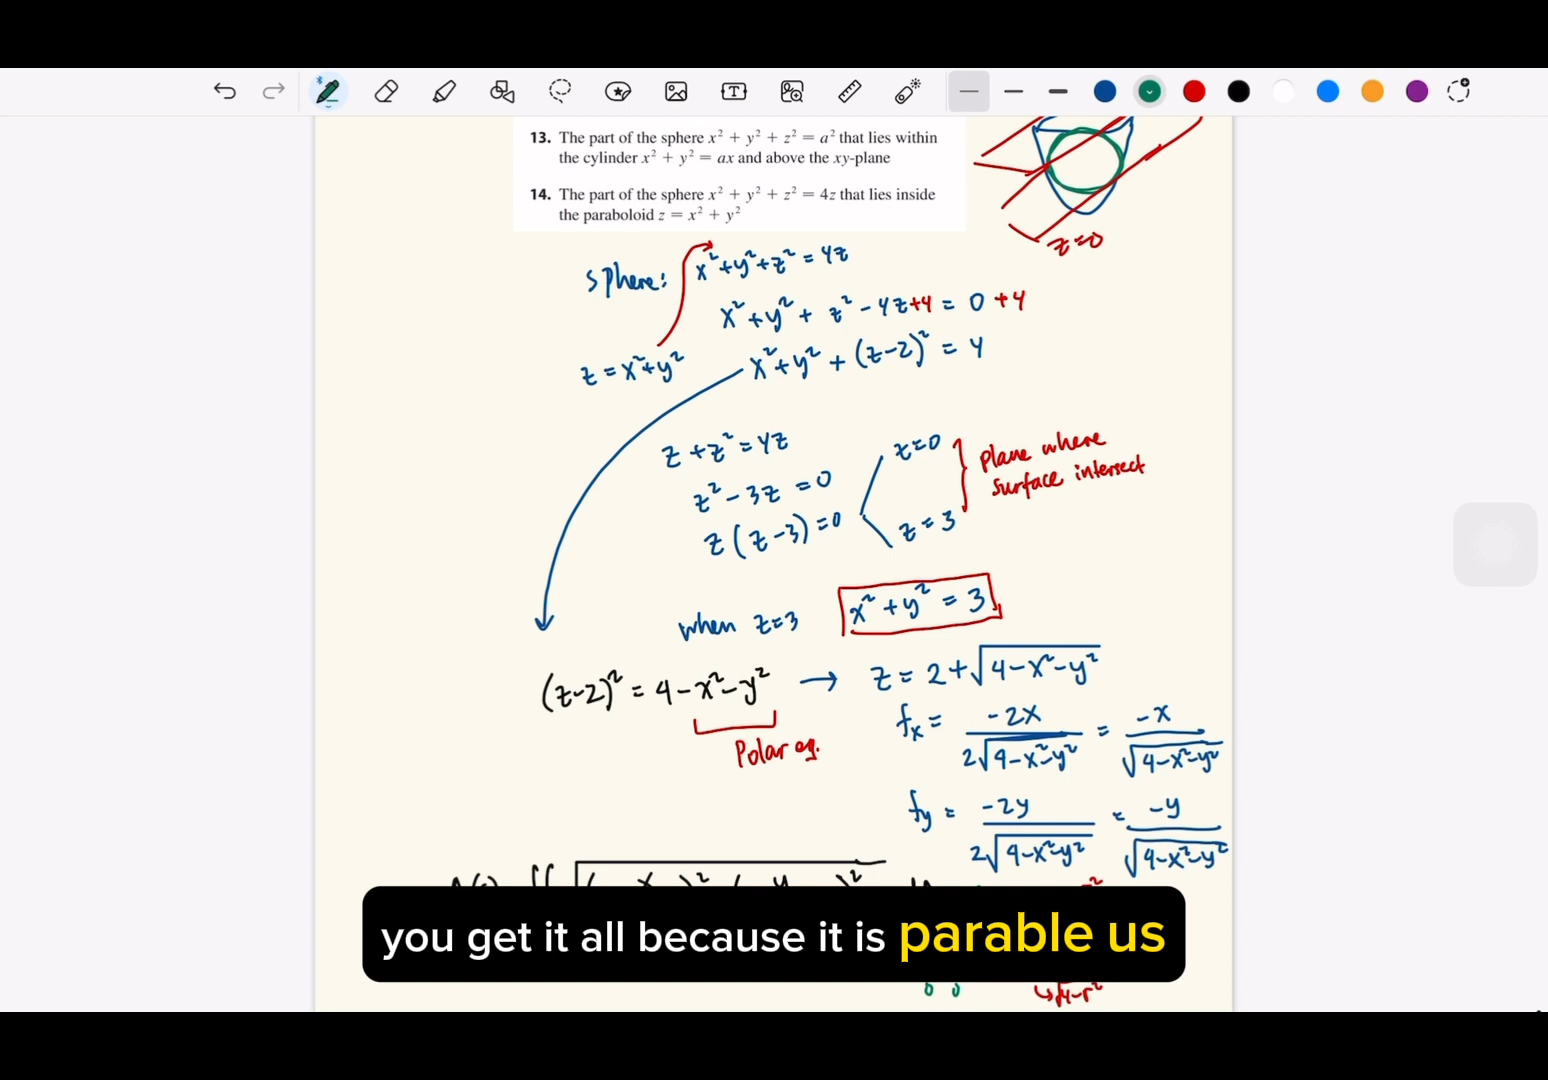 13. The part of the sphere x² + y² + z² = a² that lies within
the cylinder x² + y² = ax and above the xy-plane
14. The part of the sphere x² + y² + z² = 4z that lies inside
the paraboloid z = x² + y²
z=0
Sphere: x²+y²+z² = 4z
x²+y²+ z² - 4z+4 = 0 +4
z = x²+y²
x²+y² + (z-2)² = 4
z + z² = 4z
z² - 3z = 0
z(z-3) = 0
z=0
z = 3
Plane where
surface intersect
when z=3
x² + y² = 3
(z-2)² = 4-x²-y² → z = 2+√4-x²-y²
Polar eq.
fx = -2x / 2√4-x²-y² = -x / √4-x²-y²
fy = -2y / 2√4-x²-y² = -y / √4-x²-y²
you get it all because it is parable us
↳√4-r²